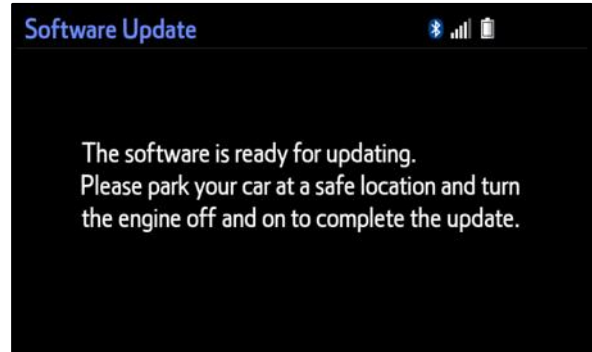 Software Update
The software is ready for updating.
Please park your car at a safe location and turn
the engine off and on to complete the update.